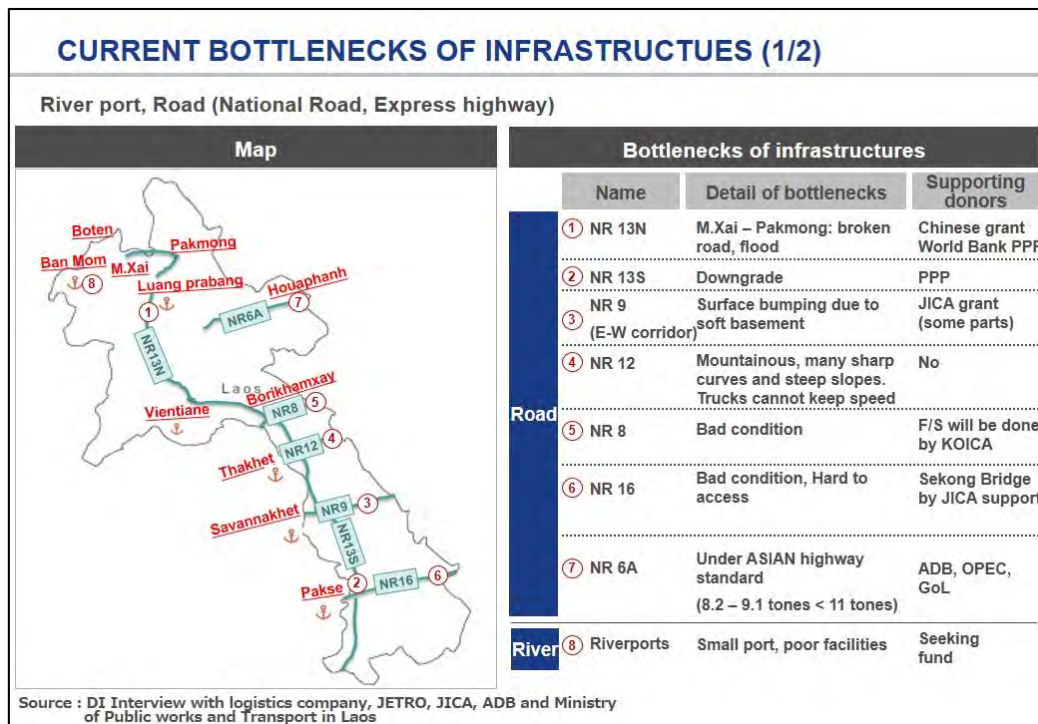 CURRENT BOTTLENECKS OF INFRASTRUCTUES (1/2)
River port, Road (National Road, Express highway)
Map
Boten
Pakmong
Ban Mom
M.Xai
8
Luang prabang
Houaphanh
7
1
NR6A
NR13N
Laos
Borikhamxay
NR8
5
Vientiane
4
NR12
Thakhet
Savannakhet
NR9
3
NR13S
2
6
Pakse
NR16
Bottlenecks of infrastructures
Name
Detail of bottlenecks
Supporting
donors
Road
1 NR 13N
M.Xai – Pakmong: broken
road, flood
Chinese grant
World Bank PPP
2 NR 13S
Downgrade
PPP
3 NR 9
(E-W corridor)
Surface bumping due to
soft basement
JICA grant
(some parts)
4 NR 12
Mountainous, many sharp
curves and steep slopes.
Trucks cannot keep speed
No
5 NR 8
Bad condition
F/S will be done
by KOICA
6 NR 16
Bad condition, Hard to
access
Sekong Bridge
by JICA support
7 NR 6A
Under ASIAN highway
standard
(8.2 – 9.1 tones < 11 tones)
ADB, OPEC,
GoL
River
8 Riverports
Small port, poor facilities
Seeking
fund
Source : DI Interview with logistics company, JETRO, JICA, ADB and Ministry
of Public works and Transport in Laos